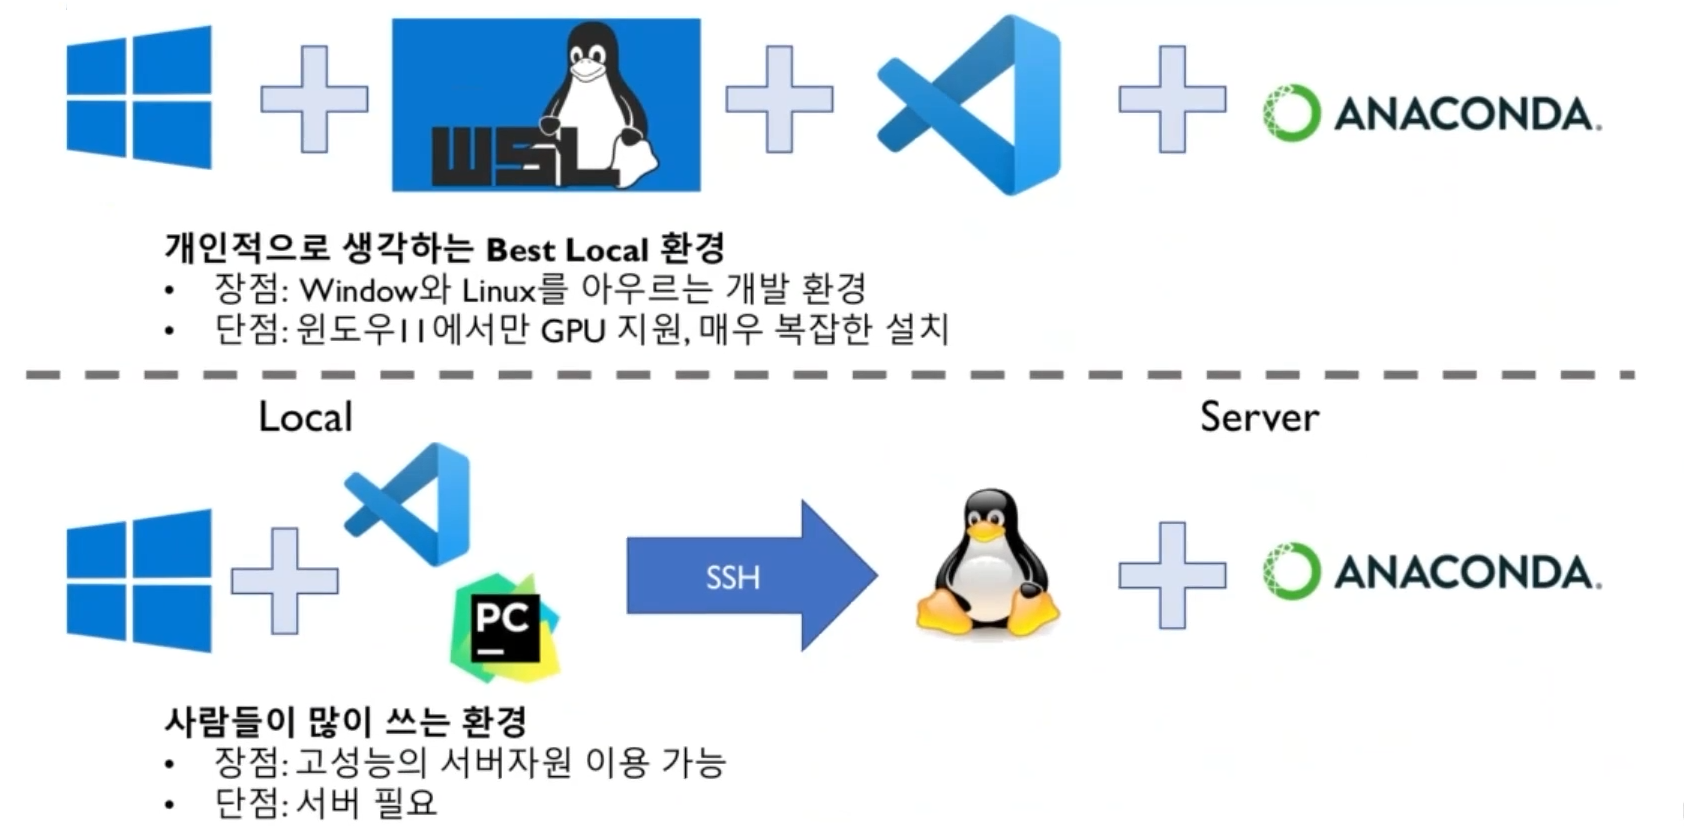 WSL
ANACONDA.
개인적으로 생각하는 Best Local 환경
• 장점: Window와 Linux를 아우르는 개발 환경
• 단점: 윈도우11에서만 GPU 지원, 매우 복잡한 설치
Local
Server
PC
SSH
ANACONDA.
사람들이 많이 쓰는 환경
• 장점: 고성능의 서버자원 이용 가능
• 단점: 서버 필요